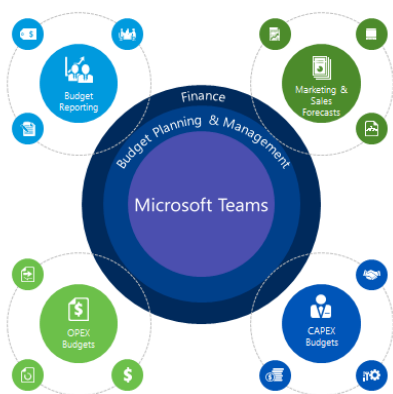 Finance
Budget Planning & Management
Microsoft Teams
Budget
Reporting
Marketing &
Sales
Forecasts
OPEX
Budgets
CAPEX
Budgets